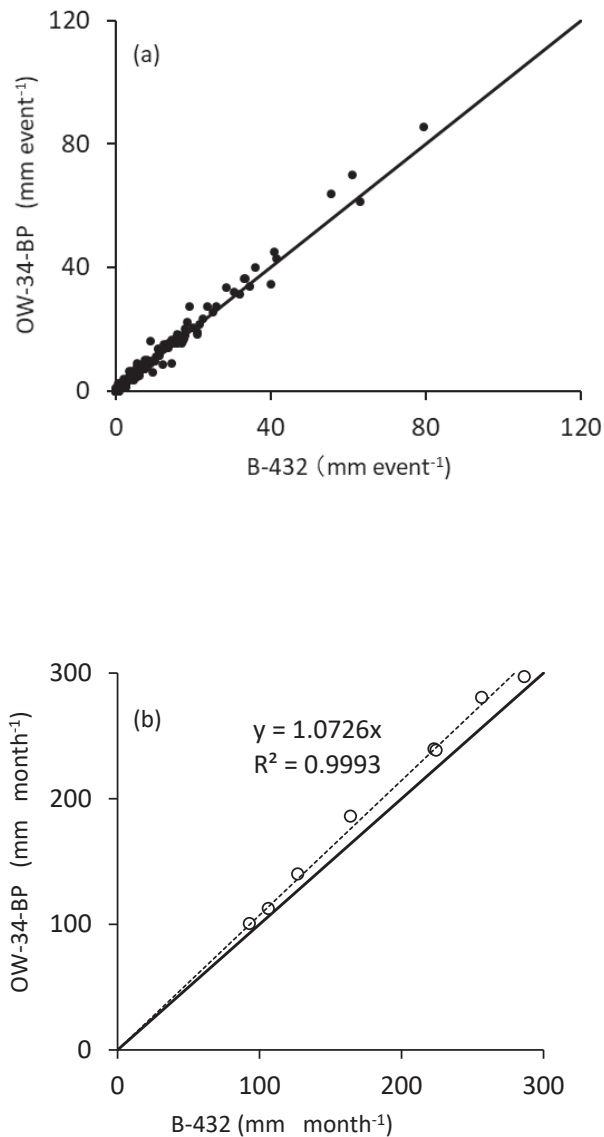 120
(a)
80
40
0
OW-34-BP (mm event⁻¹)
0 40 80 120
B-432 (mm event⁻¹)
300
(b)
y = 1.0726x
R² = 0.9993
200
100
0
OW-34-BP (mm month⁻¹)
0 100 200 300
B-432 (mm month⁻¹)